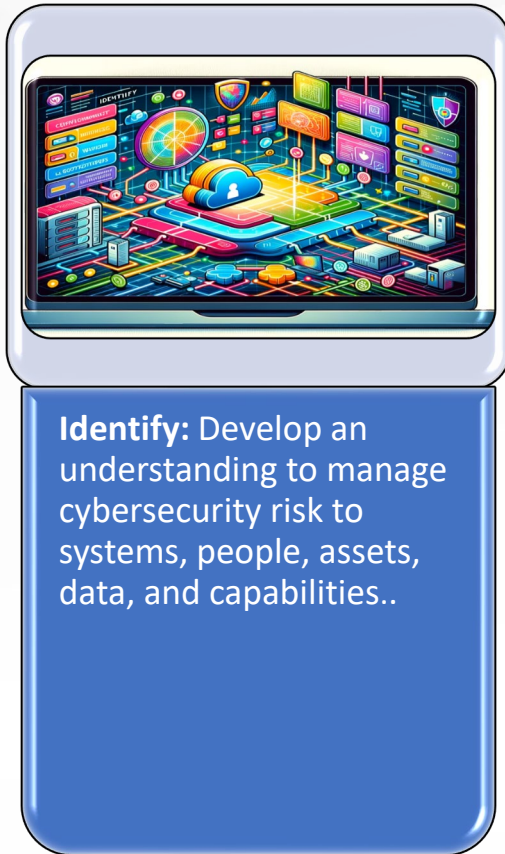 IDENTIFY
Identify: Develop an
understanding to manage
cybersecurity risk to
systems, people, assets,
data, and capabilities..